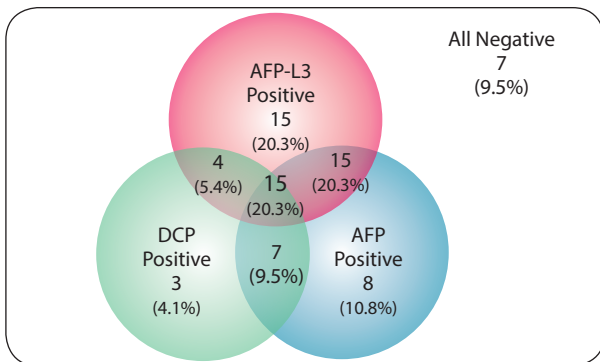 All Negative
7
(9.5%)
AFP-L3
Positive
15
(20.3%)
4
(5.4%)
15
(20.3%)
15
(20.3%)
DCP
Positive
3
(4.1%)
7
(9.5%)
AFP
Positive
8
(10.8%)